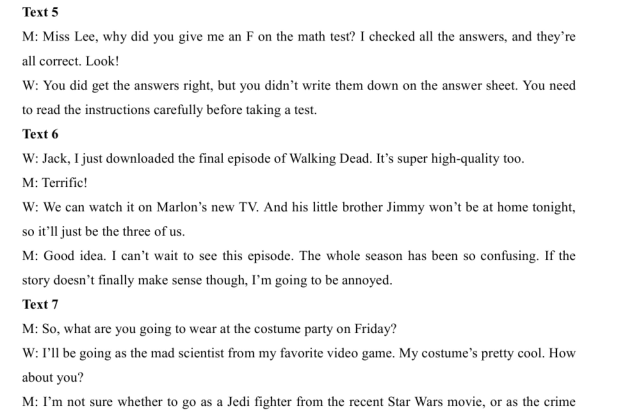 Text 5
M: Miss Lee, why did you give me an F on the math test? I checked all the answers, and they’re
all correct. Look!
W: You did get the answers right, but you didn’t write them down on the answer sheet. You need
to read the instructions carefully before taking a test.
Text 6
W: Jack, I just downloaded the final episode of Walking Dead. It’s super high-quality too.
M: Terrific!
W: We can watch it on Marlon’s new TV. And his little brother Jimmy won’t be at home tonight,
so it’ll just be the three of us.
M: Good idea. I can’t wait to see this episode. The whole season has been so confusing. If the
story doesn’t finally make sense though, I’m going to be annoyed.
Text 7
M: So, what are you going to wear at the costume party on Friday?
W: I’ll be going as the mad scientist from my favorite video game. My costume’s pretty cool. How
about you?
M: I’m not sure whether to go as a Jedi fighter from the recent Star Wars movie, or as the crime